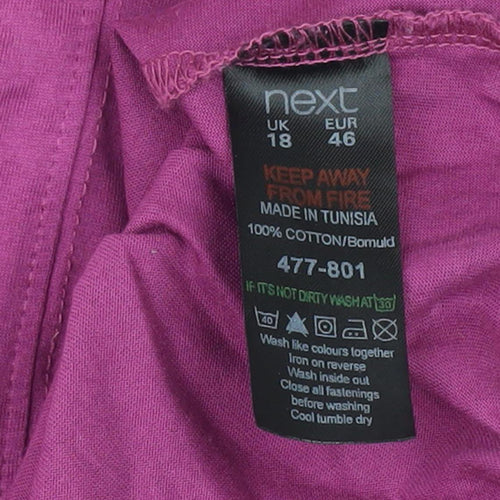 next
UK EUR
18 46
KEEP AWAY
FROM FIRE
MADE IN TUNISIA
100% COTTON/Bomuld
477-801
IF IT'S NOT DIRTY WASH AT 30
40
Wash like colours together
Iron on reverse
Wash inside out
Close all fastenings
before washing
Cool tumble dry